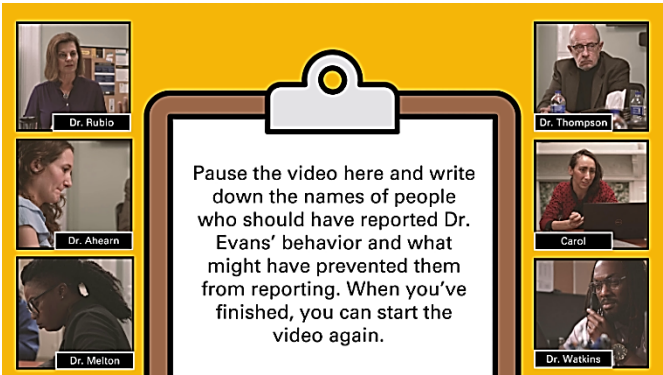 Dr. Rubio
Dr. Ahearn
Dr. Melton
Pause the video here and write
down the names of people
who should have reported Dr.
Evans’ behavior and what
might have prevented them
from reporting. When you’ve
finished, you can start the
video again.
Dr. Thompson
Carol
Dr. Watkins